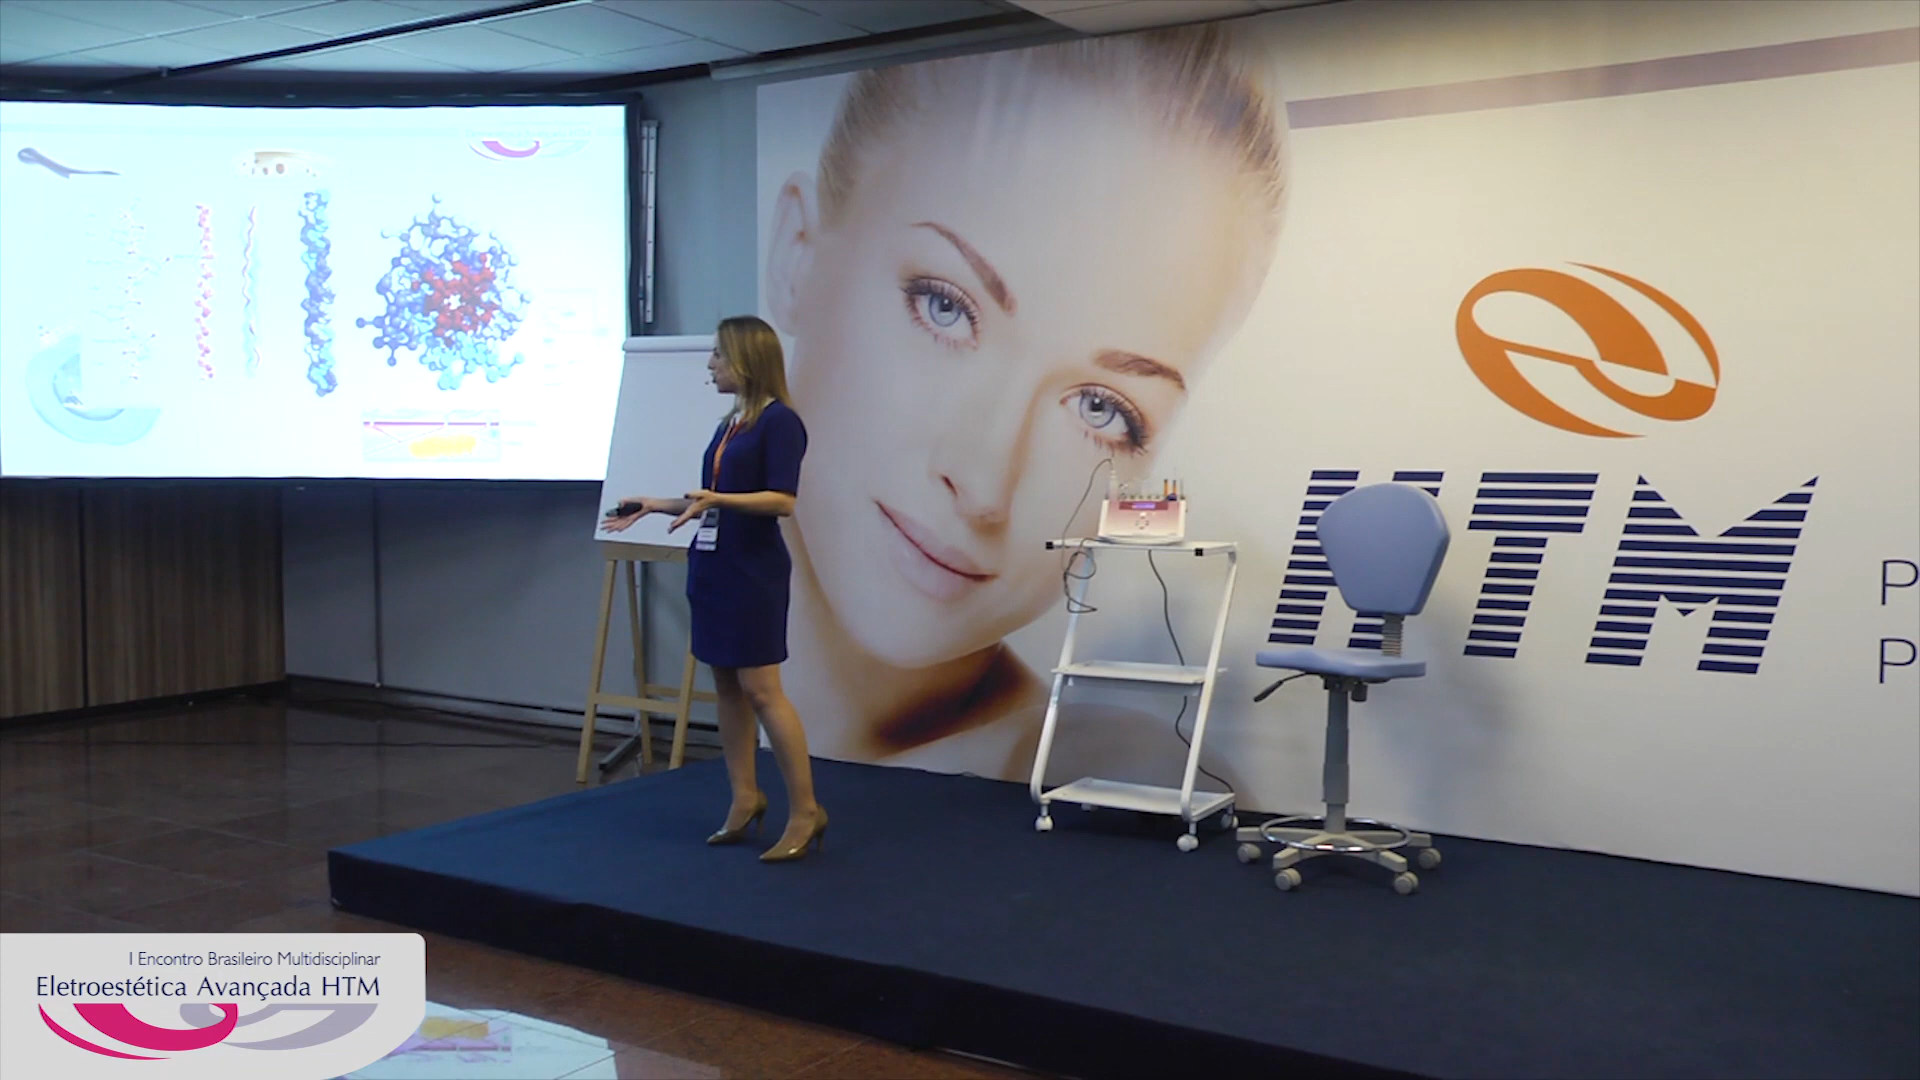 HTM
P
P
I Encontro Brasileiro Multidisciplinar
Eletroestética Avançada HTM